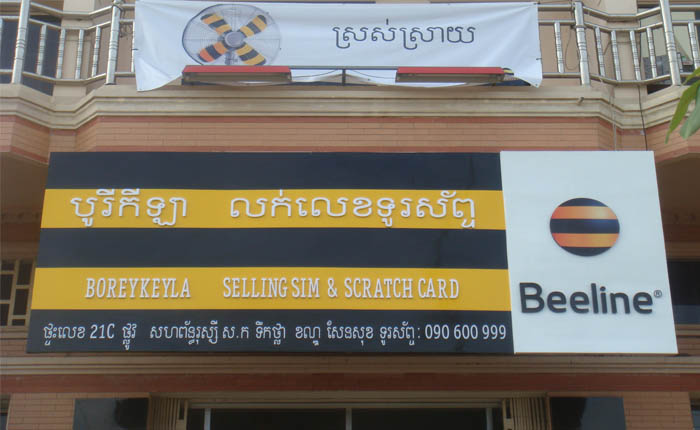 ស្រស់ស្រាយ
បូរីកីឡា លក់លេខទូរស័ព្ទ
BOREYKEYLA SELLING SIM & SCRATCH CARD
ផ្ទះលេខ 21C ផ្លូវ សហព័ន្ធរុស្សី ស.ក ទឹកថ្លា ខណ្ឌ សែនសុខ ទូរស័ព្ទ: 090 600 999
Beeline®